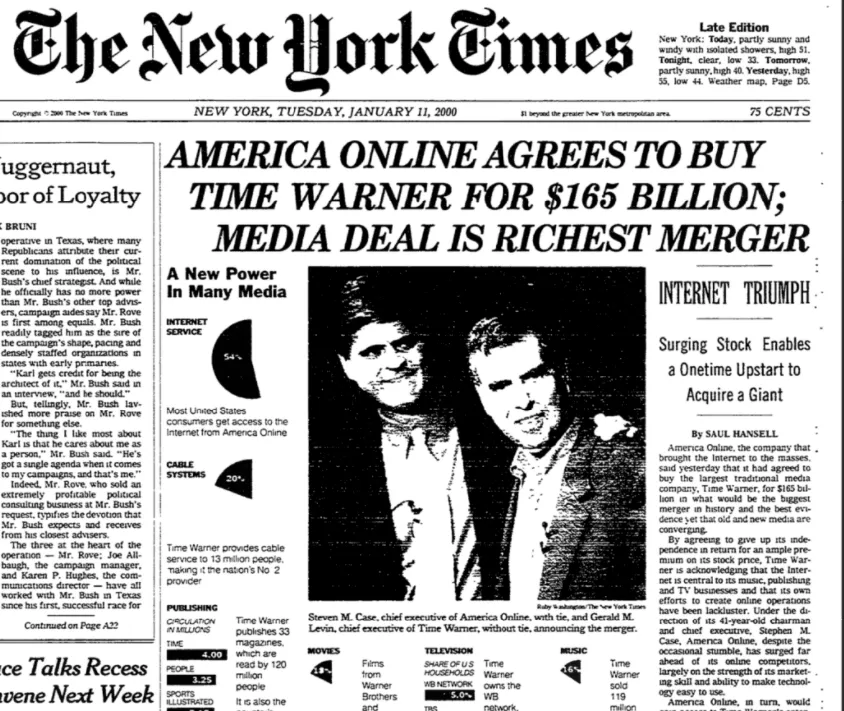 The New York Times
Late Edition
New York: Today, partly sunny and
windy with isolated showers, high 51.
Tonight, clear, low 33. Tomorrow,
partly sunny, high 40. Yesterday, high
55, low 44. Weather map, Page D5.
Copyright © 2000 The New York Times
NEW YORK, TUESDAY, JANUARY 11, 2000
$1 beyond the greater New York metropolitan area.
75 CENTS
uggernaut,
oor of Loyalty
BRUNI
operative in Texas, where many
Republicans attribute their cur-
rent domination of the political
scene to his influence, is Mr.
Bush's chief strategist. And while
he officially has no more power
than Mr. Bush's other top advis-
ers, campaign aides say Mr. Rove
is first among equals. Mr. Bush
readily tagged him as the sire of
the campaign's shape, pacing and
densely staffed organizations in
states with early primaries.
"Karl gets credit for being the
architect of it," Mr. Bush said in
an interview, "and he should."
But, tellingly, Mr. Bush lav-
ished more praise on Mr. Rove
for something else.
"The thing I like most about
Karl is that he cares about me as
a person," Mr. Bush said. "He's
got a single agenda when it comes
to my campaigns, and that's me."
Indeed, Mr. Rove, who sold an
extremely profitable political
consulting business at Mr. Bush's
request, typifies the devotion that
Mr. Bush expects and receives
from his closest advisers.
The three at the heart of the
operation — Mr. Rove; Joe All-
baugh, the campaign manager,
and Karen P. Hughes, the com-
munications director — have all
worked with Mr. Bush in Texas
since his first, successful race for
Continued on Page A22
ce Talks Recess
vene Next Week
AMERICA ONLINE AGREES TO BUY
TIME WARNER FOR $165 BILLION;
MEDIA DEAL IS RICHEST MERGER
A New Power
In Many Media
INTERNET
SERVICE
54%
Most United States
consumers get access to the
Internet from America Online
CABLE
SYSTEMS
20%
Time Warner provides cable
service to 13 million people,
making it the nation's No. 2
provider
PUBLISHING
CIRCULATION
IN MILLIONS
TIME
4.00
PEOPLE
3.25
SPORTS
ILLUSTRATED
Time Warner
publishes 33
magazines,
which are
read by 120
million
people
It is also the
Ruby Washington/The New York Times
Steven M. Case, chief executive of America Online, with tie, and Gerald M.
Levin, chief executive of Time Warner, without tie, announcing the merger.
MOVIES
Films
from
Warner
Brothers
and
TELEVISION
SHARE OF U S
HOUSEHOLDS
WB NETWORK
5.0%
TBS
Time
Warner
owns the
WB
network,
MUSIC
16%
Time
Warner
sold
119
million
INTERNET TRIUMPH
Surging Stock Enables
a Onetime Upstart to
Acquire a Giant
By SAUL HANSELL
America Online, the company that
brought the Internet to the masses,
said yesterday that it had agreed to
buy the largest traditional media
company, Time Warner, for $165 bil-
lion in what would be the biggest
merger in history and the best evi-
dence yet that old and new media are
converging.
By agreeing to give up its inde-
pendence in return for an ample pre-
mium on its stock price, Time War-
ner is acknowledging that the Inter-
net is central to its music, publishing
and TV businesses and that its own
efforts to create online operations
have been lackluster. Under the di-
rection of its 41-year-old chairman
and chief executive, Stephen M.
Case, America Online, despite the
occasional stumble, has surged far
ahead of its online competitors,
largely on the strength of its market-
ing skill and ability to make technol-
ogy easy to use.
America Online, in turn, would